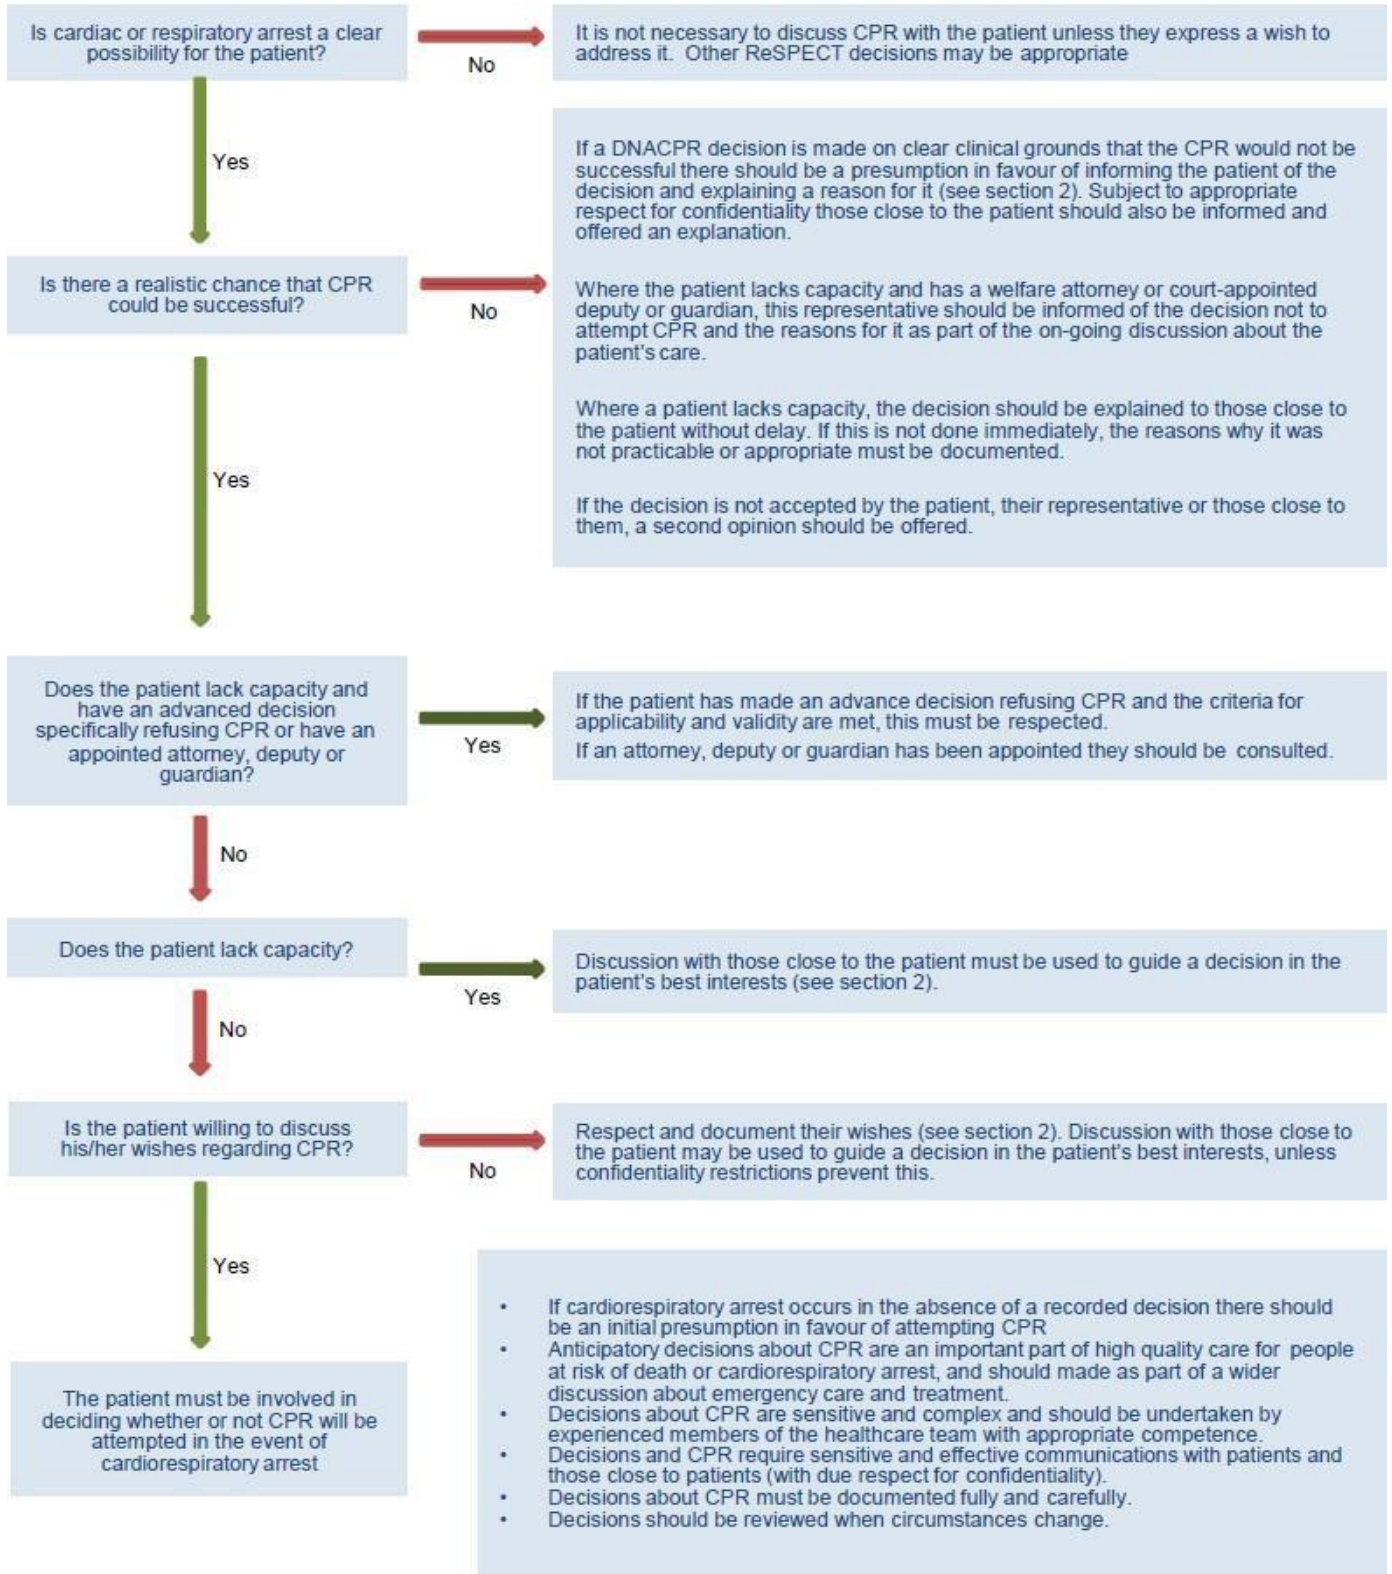 Is cardiac or respiratory arrest a clear
possibility for the patient?
No
It is not necessary to discuss CPR with the patient unless they express a wish to
address it. Other ReSPECT decisions may be appropriate
Yes
Is there a realistic chance that CPR
could be successful?
No
If a DNACPR decision is made on clear clinical grounds that the CPR would not be
successful there should be a presumption in favour of informing the patient of the
decision and explaining a reason for it (see section 2). Subject to appropriate
respect for confidentiality those close to the patient should also be informed and
offered an explanation.
Where the patient lacks capacity and has a welfare attorney or court-appointed
deputy or guardian, this representative should be informed of the decision not to
attempt CPR and the reasons for it as part of the on-going discussion about the
patient's care.
Where a patient lacks capacity, the decision should be explained to those close to
the patient without delay. If this is not done immediately, the reasons why it was
not practicable or appropriate must be documented.
If the decision is not accepted by the patient, their representative or those close to
them, a second opinion should be offered.
Yes
Does the patient lack capacity and
have an advanced decision
specifically refusing CPR or have an
appointed attorney, deputy or
guardian?
Yes
If the patient has made an advance decision refusing CPR and the criteria for
applicability and validity are met, this must be respected.
If an attorney, deputy or guardian has been appointed they should be consulted.
No
Does the patient lack capacity?
Yes
Discussion with those close to the patient must be used to guide a decision in the
patient's best interests (see section 2).
No
Is the patient willing to discuss
his/her wishes regarding CPR?
No
Respect and document their wishes (see section 2). Discussion with those close to
the patient may be used to guide a decision in the patient's best interests, unless
confidentiality restrictions prevent this.
Yes
The patient must be involved in
deciding whether or not CPR will be
attempted in the event of
cardiorespiratory arrest
• If cardiorespiratory arrest occurs in the absence of a recorded decision there should
be an initial presumption in favour of attempting CPR
• Anticipatory decisions about CPR are an important part of high quality care for people
at risk of death or cardiorespiratory arrest, and should made as part of a wider
discussion about emergency care and treatment.
• Decisions about CPR are sensitive and complex and should be undertaken by
experienced members of the healthcare team with appropriate competence.
• Decisions and CPR require sensitive and effective communications with patients and
those close to patients (with due respect for confidentiality).
• Decisions about CPR must be documented fully and carefully.
• Decisions should be reviewed when circumstances change.